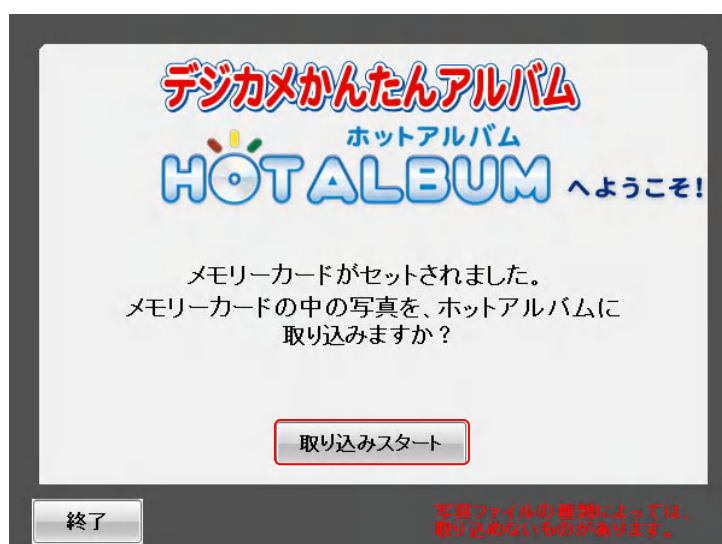 デジカメかんたんアルバム
ホットアルバム
HOTALBUM へようこそ!
メモリーカードがセットされました。
メモリーカードの中の写真を、ホットアルバムに
取り込みますか?
取り込みスタート
終了
写真ファイルの種類によっては、
取り込めないものがあります。